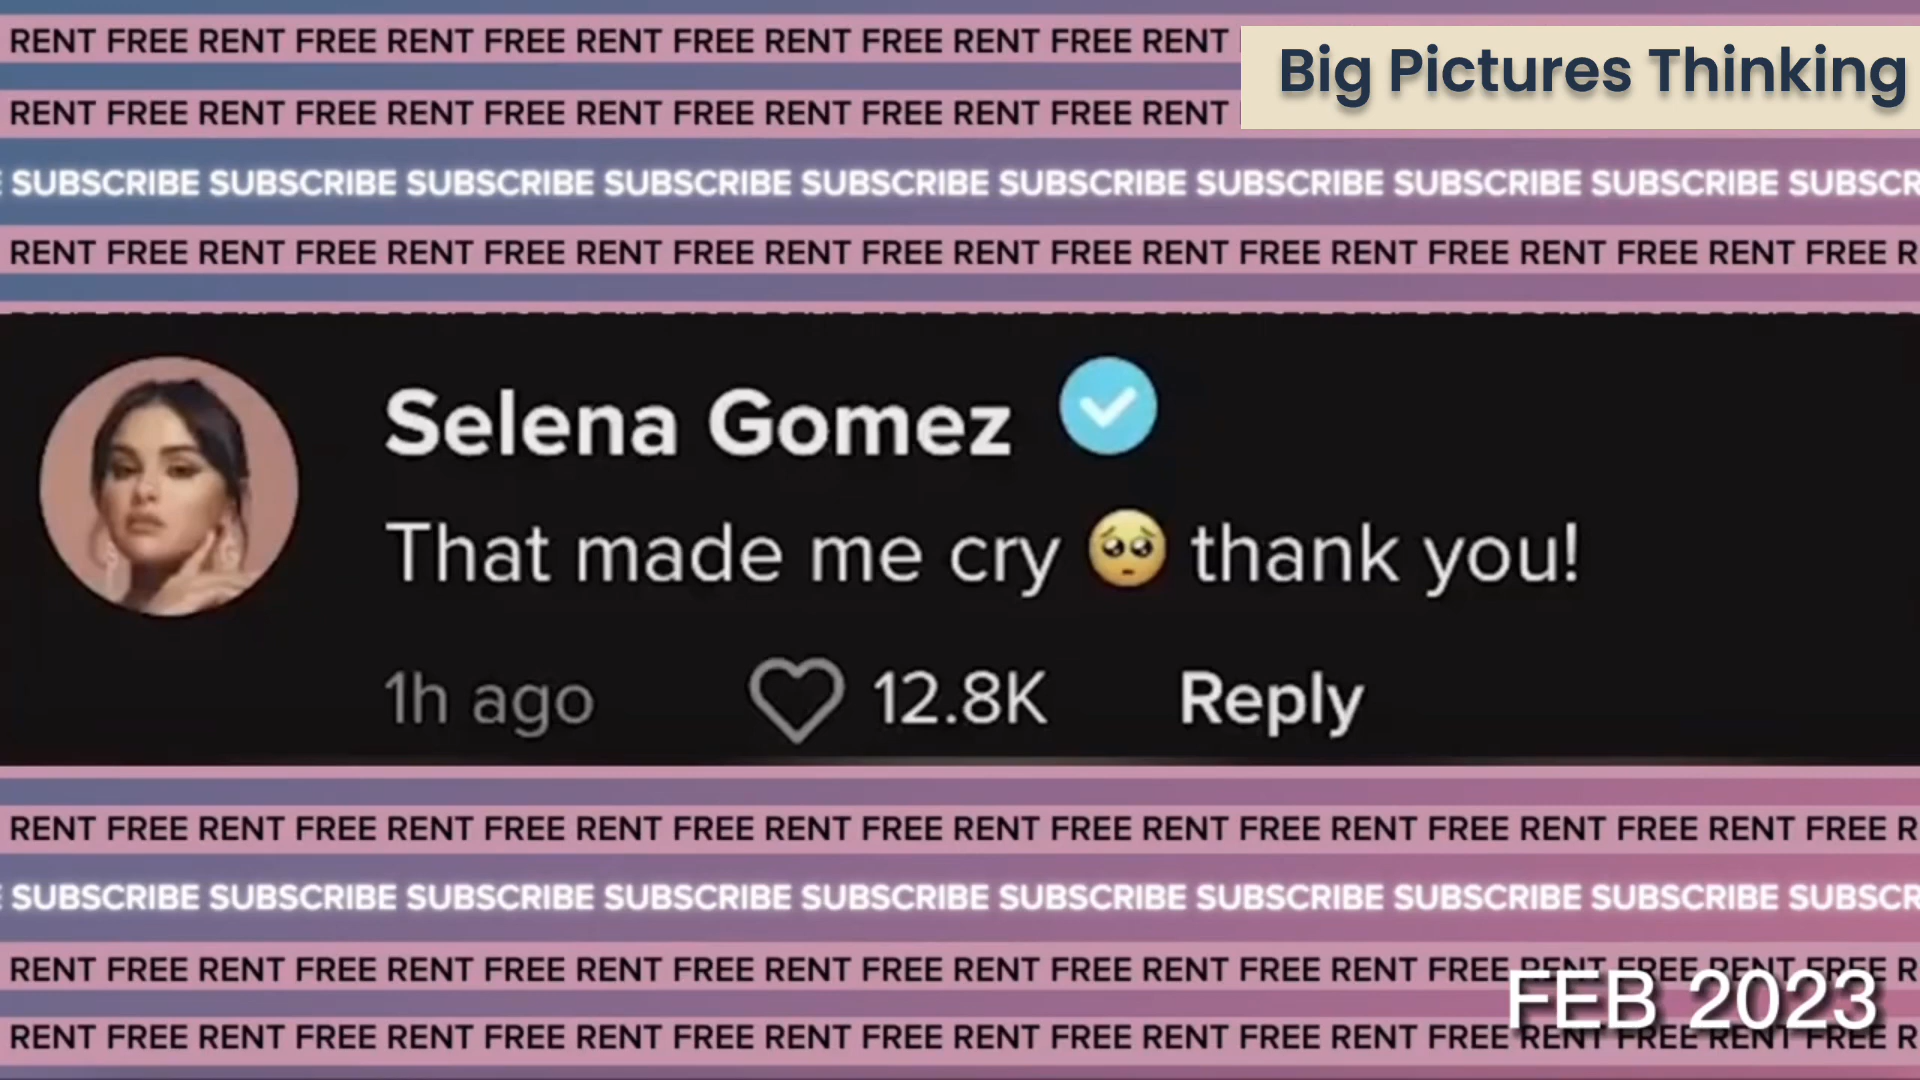 RENT FREE RENT FREE RENT FREE RENT FREE RENT FREE RENT FREE RENT
Big Pictures Thinking
RENT FREE RENT FREE RENT FREE RENT FREE RENT FREE RENT FREE RENT
SUBSCRIBE SUBSCRIBE SUBSCRIBE SUBSCRIBE SUBSCRIBE SUBSCRIBE SUBSCRIBE SUBSCRIBE SUBSCRIBE SUBSCR
RENT FREE RENT FREE RENT FREE RENT FREE RENT FREE RENT FREE RENT FREE RENT FREE RENT FREE RENT FREE R
Selena Gomez
That made me cry 🥺 thank you!
1h ago 12.8K Reply
RENT FREE RENT FREE RENT FREE RENT FREE RENT FREE RENT FREE RENT FREE RENT FREE RENT FREE RENT FREE R
SUBSCRIBE SUBSCRIBE SUBSCRIBE SUBSCRIBE SUBSCRIBE SUBSCRIBE SUBSCRIBE SUBSCRIBE SUBSCRIBE SUBSCR
RENT FREE RENT FREE RENT FREE RENT FREE RENT FREE RENT FREE RENT FREE RENT FREE RENT FREE RENT FREE R
FEB 2023
RENT FREE RENT FREE RENT FREE RENT FREE RENT FREE RENT FREE RENT FREE RENT FREE RENT FREE RENT FREE R